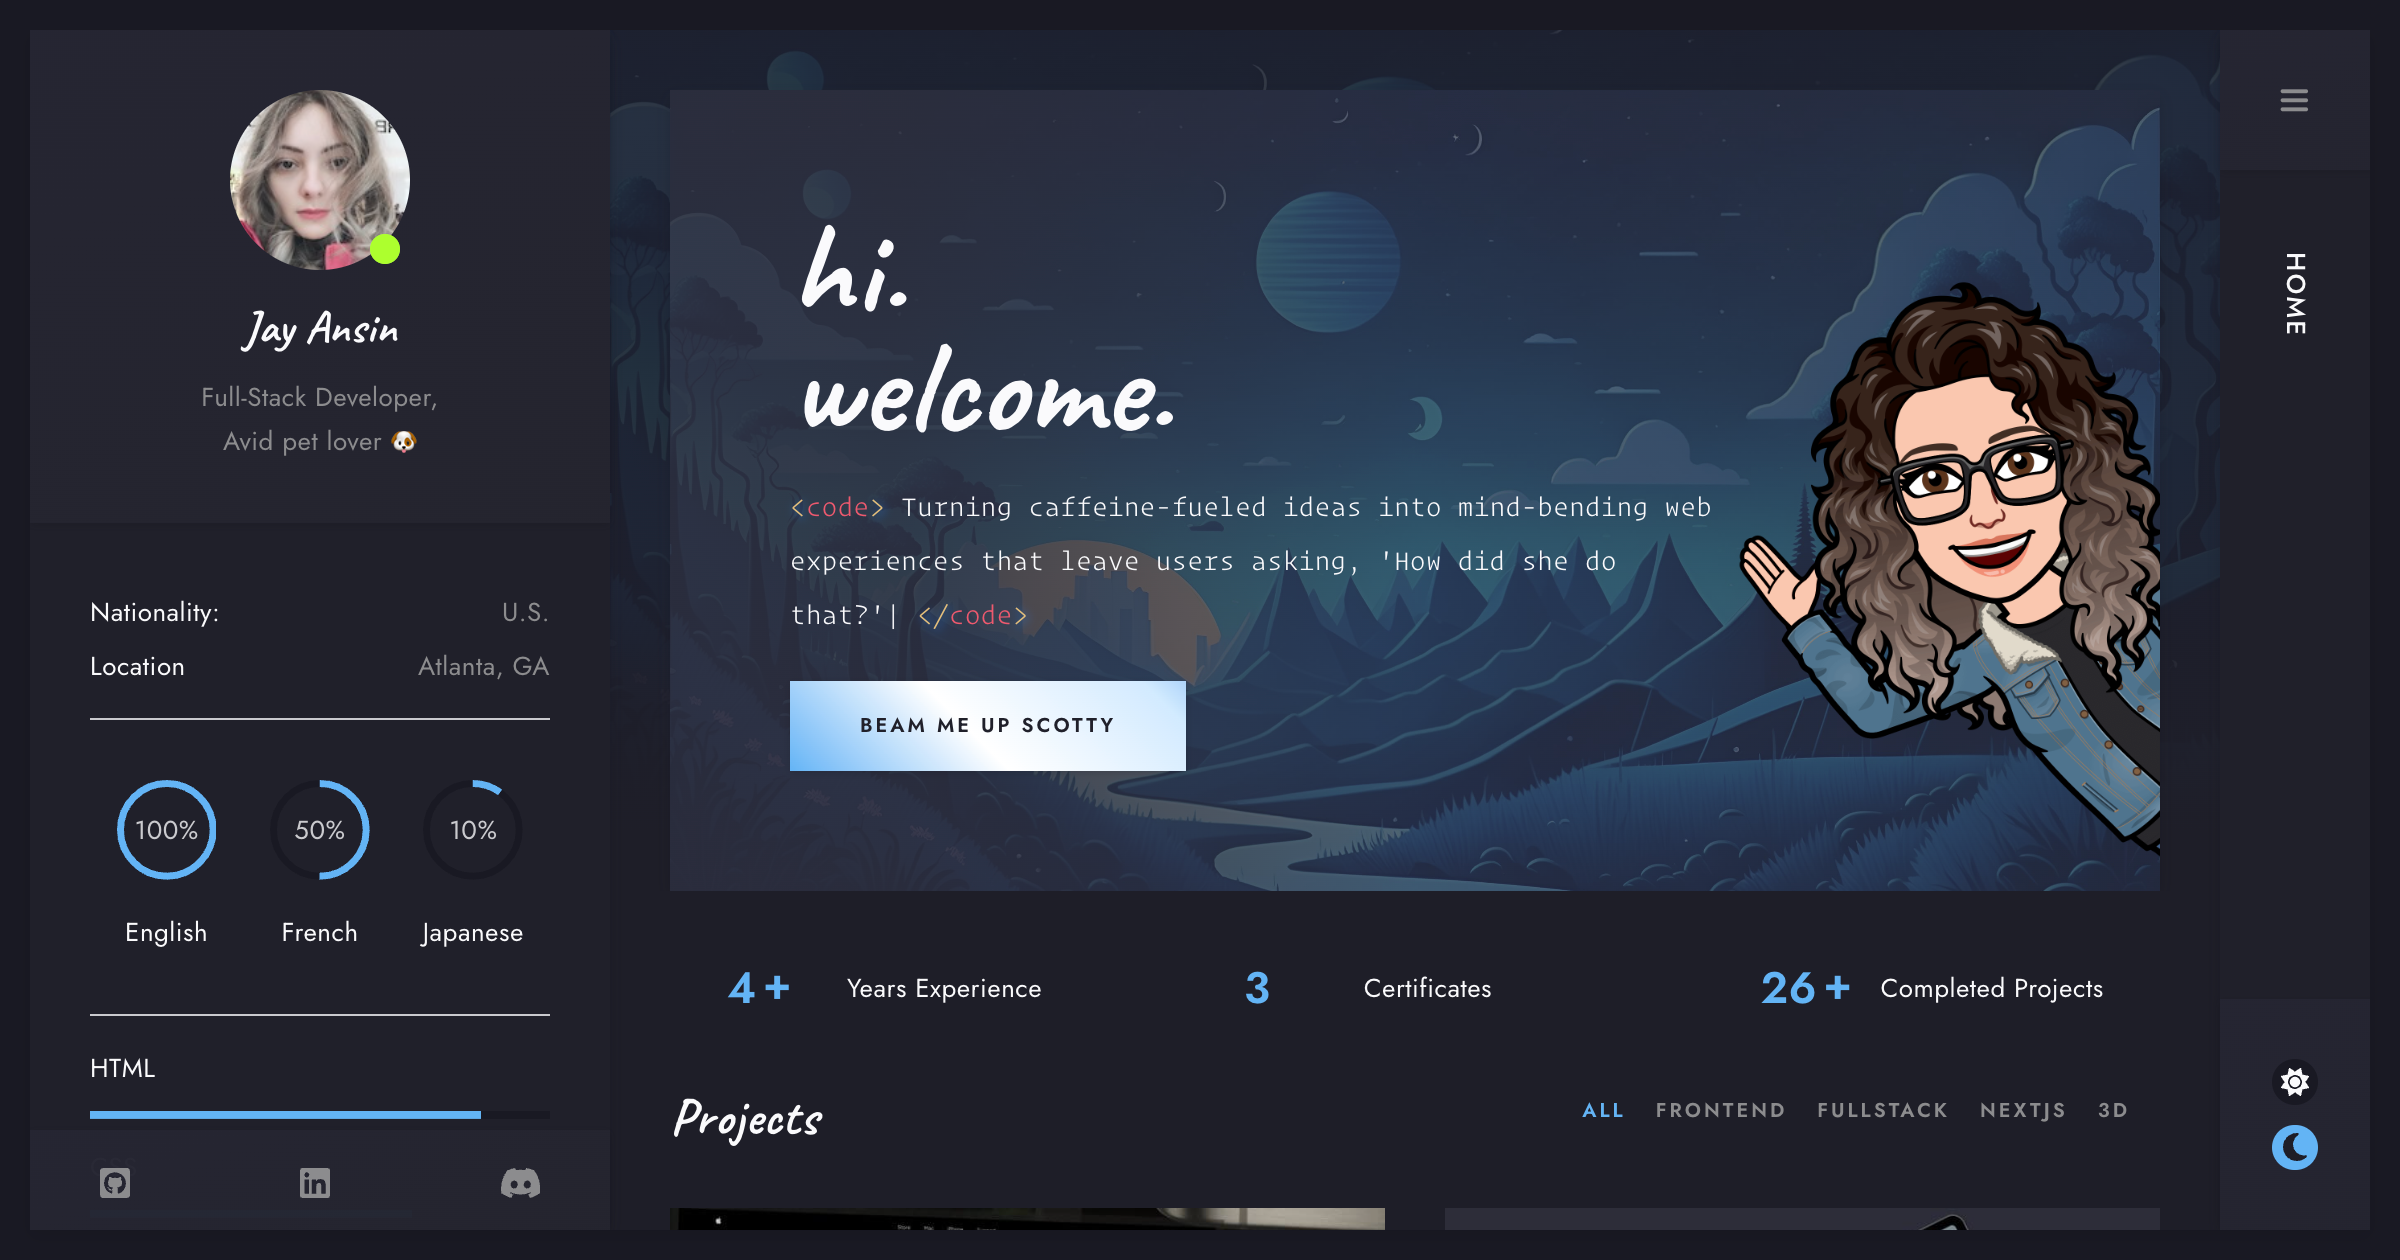 Jay Ansin
Full-Stack Developer,
Avid pet lover 🐶
Nationality: U.S.
Location Atlanta, GA
100% 50% 10%
English French Japanese
HTML
hi.
welcome.
<code> Turning caffeine-fueled ideas into mind-bending web
experiences that leave users asking, 'How did she do
that?'| </code>
BEAM ME UP SCOTTY
4 + Years Experience 3 Certificates 26 + Completed Projects
Projects
ALL FRONTEND FULLSTACK NEXTJS 3D
HOME